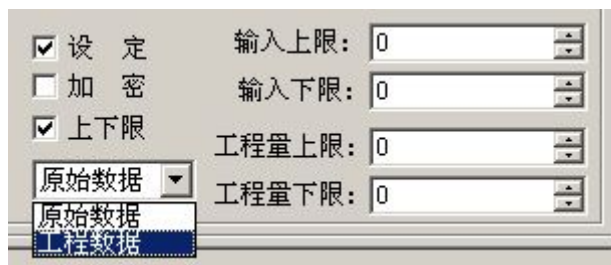 设 定
加 密
上下限
原始数据
原始数据
工程数据
输入上限: 0
输入下限: 0
工程量上限: 0
工程量下限: 0